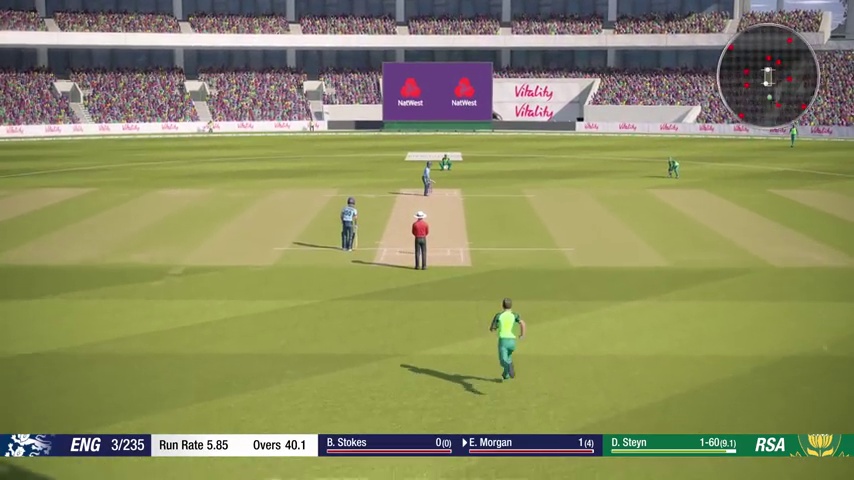 NatWest NatWest
Vitality
Vitality
ENG 3/235 Run Rate 5.85 Overs 40.1 B. Stokes 0(0) E. Morgan 1(4) D. Steyn 1-60(9.1) RSA